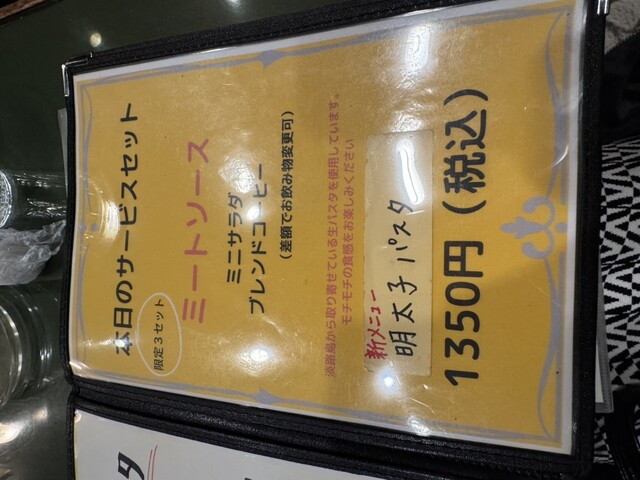 本日のサービスセット
限定3セット
ミートソース
ミニサラダ
ブレンドコーヒー
(差額でお飲み物変更可)
淡路島から取り寄せている生パスタを使用しています。
モチモチの食感をお楽しみください
新メニュー
明太子パスタ
1350円(税込)
タ